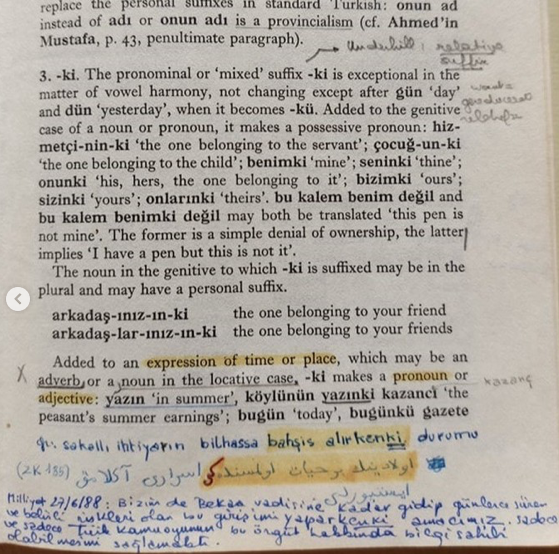 replace the personal suffixes in standard Turkish: onun ad
instead of adı or onun adı is a provincialism (cf. Ahmed'in
Mustafa, p. 43, penultimate paragraph).
Underhill: relative
suffix
3. -ki. The pronominal or 'mixed' suffix -ki is exceptional in the
matter of vowel harmony, not changing except after gün 'day'
and dün 'yesterday', when it becomes -kü. Added to the genitive
case of a noun or pronoun, it makes a possessive pronoun: hiz-
metçi-nin-ki 'the one belonging to the servant'; çocuğ-un-ki
'the one belonging to the child'; benimki 'mine'; seninki 'thine';
onunki 'his, hers, the one belonging to it'; bizimki 'ours';
sizinki 'yours'; onlarınki 'theirs'. bu kalem benim değil and
bu kalem benimki değil may both be translated 'this pen is
not mine'. The former is a simple denial of ownership, the latter
implies 'I have a pen but this is not it'.
The noun in the genitive to which -ki is suffixed may be in the
plural and may have a personal suffix.
arkadaş-ınız-ın-ki the one belonging to your friend
arkadaş-lar-ınız-ın-ki the one belonging to your friends
Added to an expression of time or place, which may be an
adverb or a noun in the locative case, -ki makes a pronoun or
adjective: yazın 'in summer', köylünün yazınki kazancı 'the
kazanç
peasant's summer earnings'; bugün 'today', bugünkü gazete
sakallı ihtiyarın bilhassa bahşiş alırkenki durumu
(ZK 185)
Milliyet 27/6/88: Bizim de Bekaa vadisine kadar gidip günlerce süren
ve belirli riskleri olan bu girişimi yaparkenki amacımız, sadece
ve sadece Türk kamuoyunun bu örgüt hakkında bilgi sahibi
olabilmesini sağlamaktı.